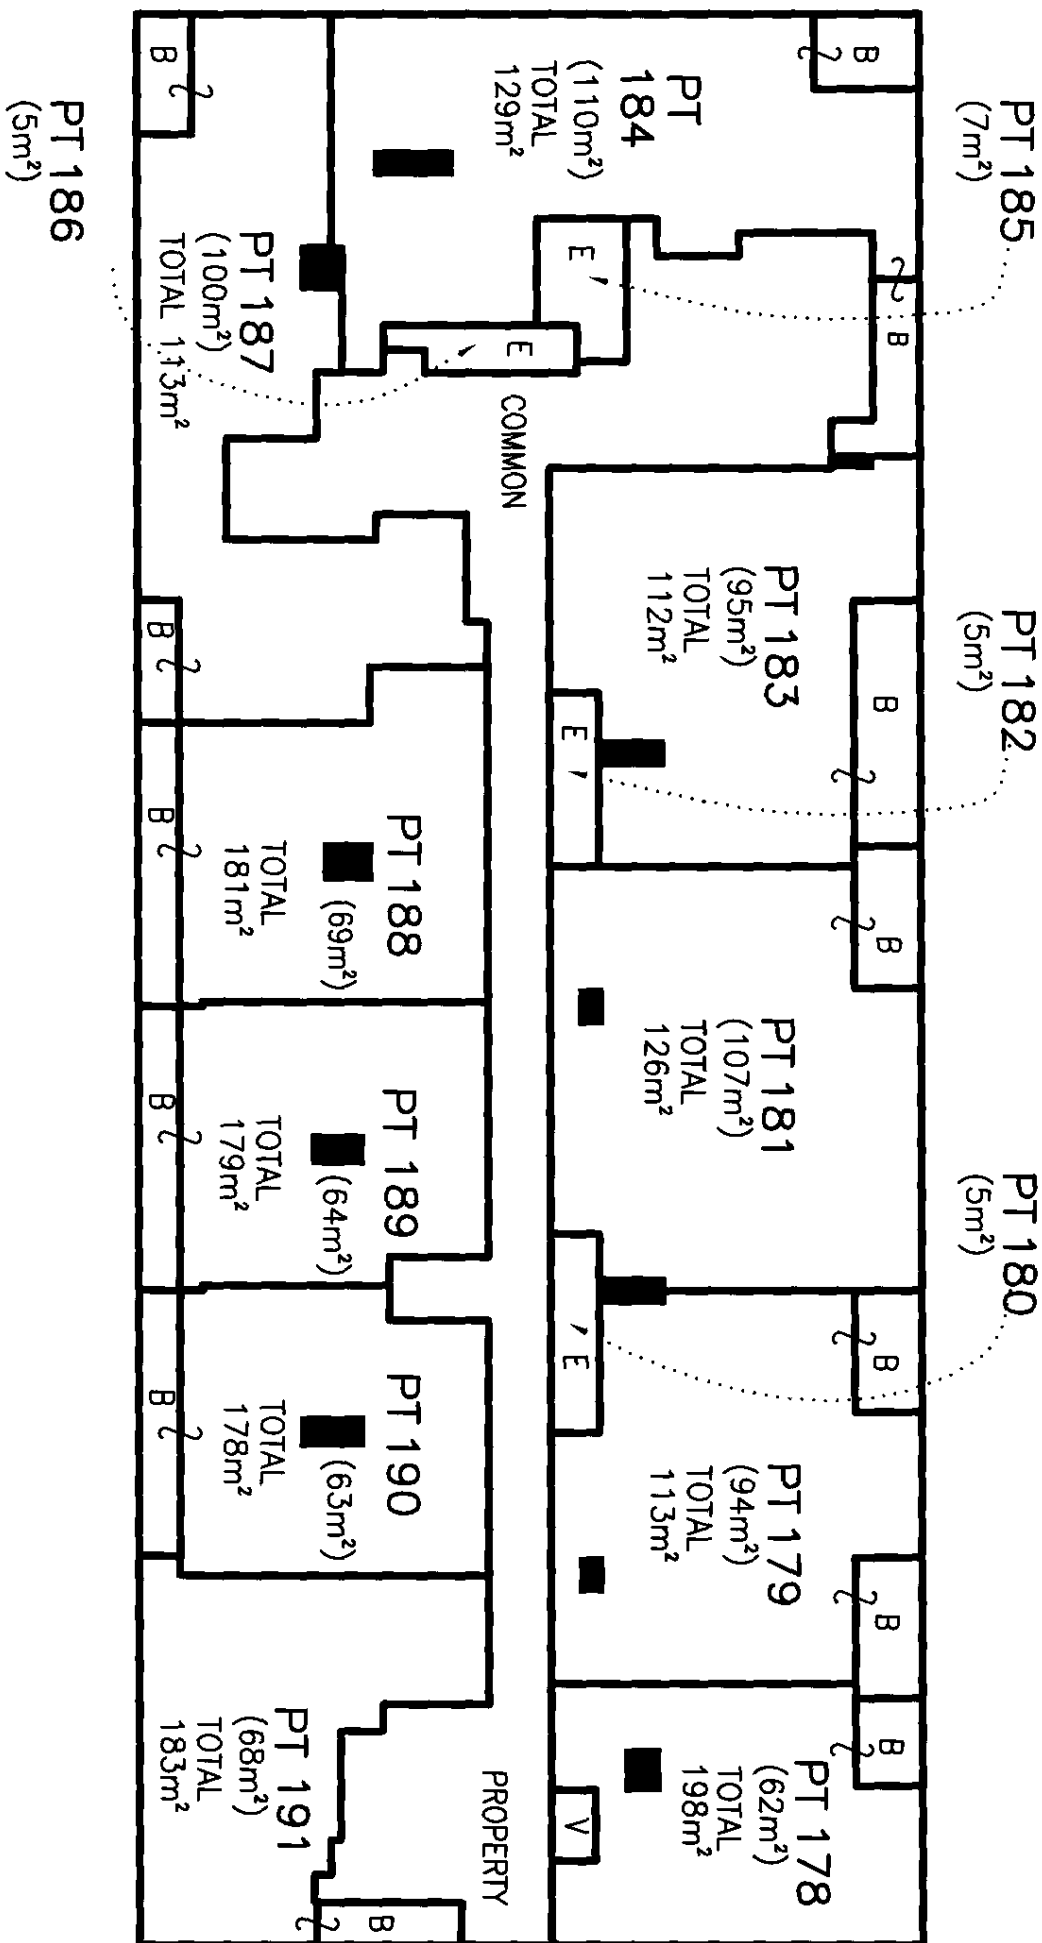 PT 185
(7m²)
PT 182
(5m²)
PT 180
(5m²)
B
B
B
B
B
B
B
PT
184
(110m²)
TOTAL
129m²
PT 183
(95m²)
TOTAL
112m²
PT 181
(107m²)
TOTAL
126m²
PT 179
(94m²)
TOTAL
113m²
PT 178
(62m²)
TOTAL
198m²
E
E
E
E
V
COMMON
PROPERTY
PT 187
(100m²)
TOTAL 113m²
PT 188
(69m²)
TOTAL
181m²
PT 189
(64m²)
TOTAL
179m²
PT 190
(63m²)
TOTAL
178m²
PT 191
(68m²)
TOTAL
183m²
B
B
B
B
B
B
PT 186
(5m²)